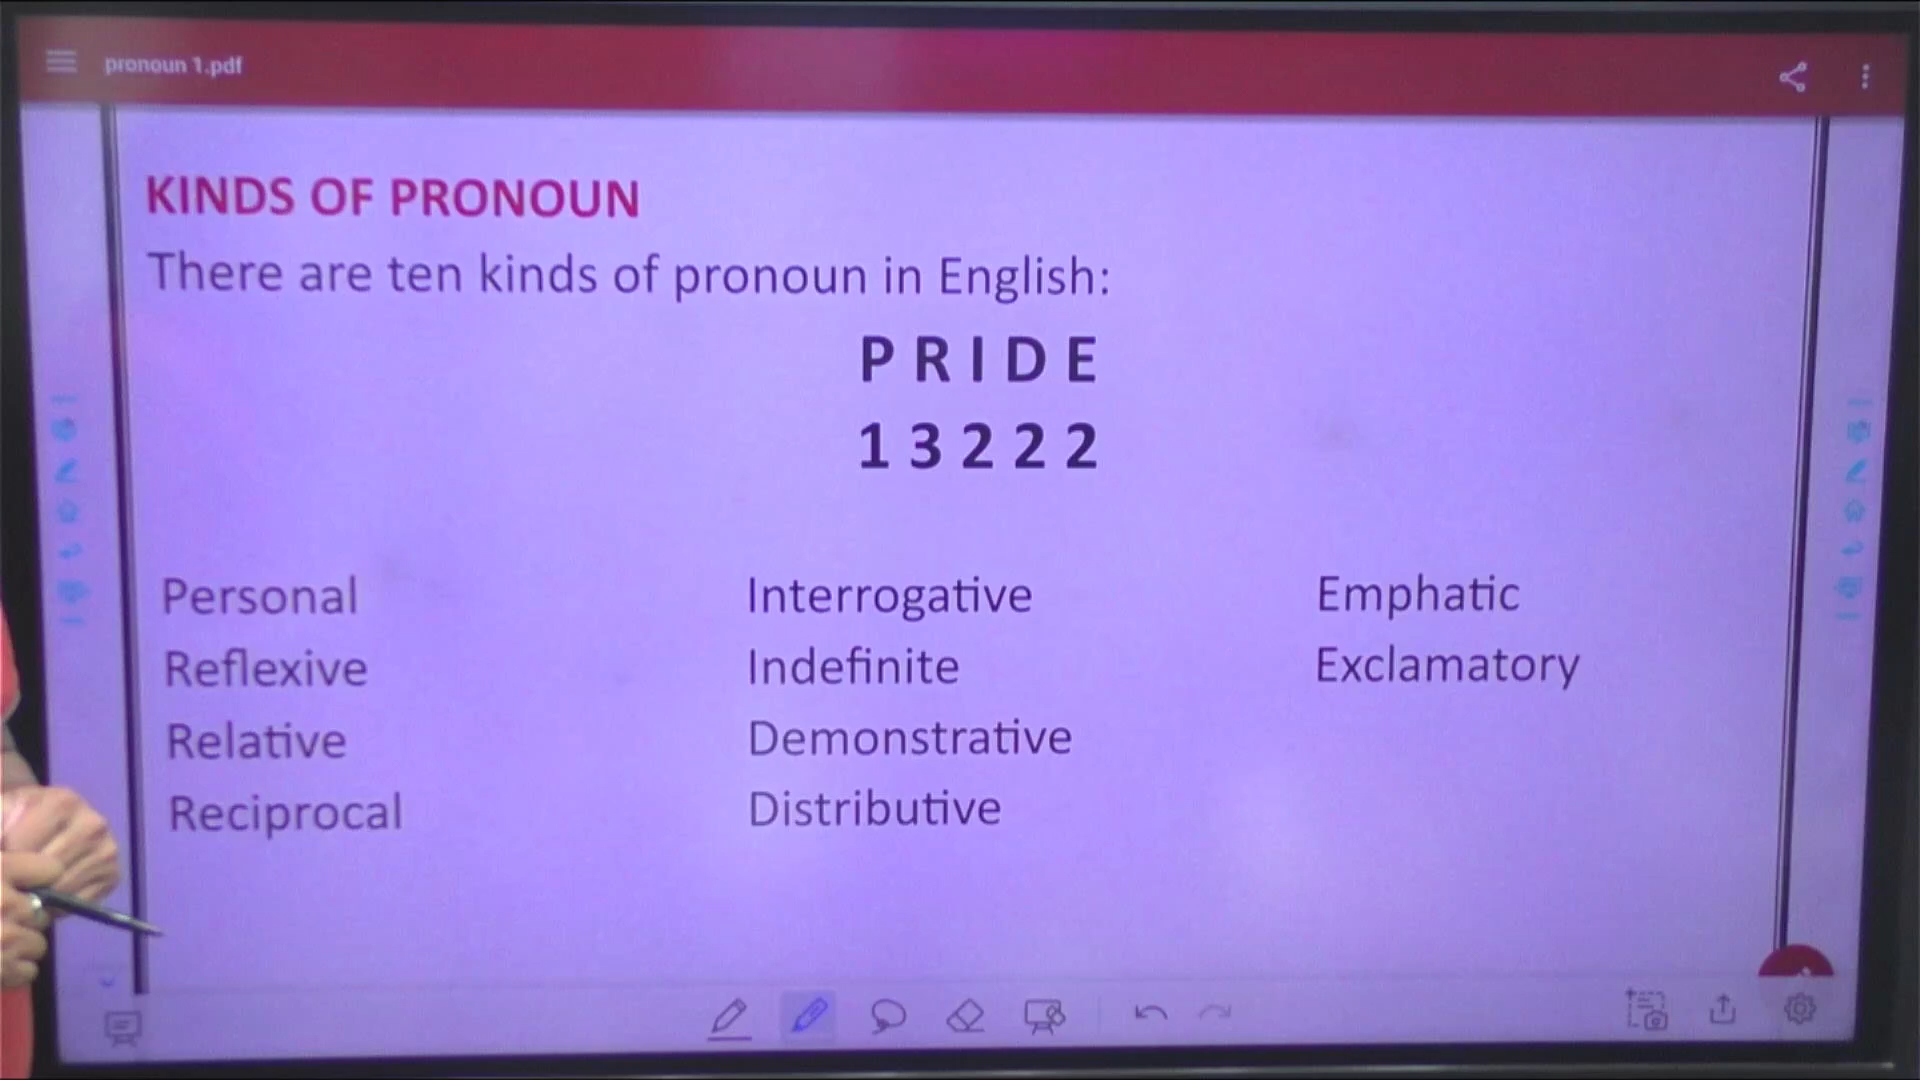 pronoun 1.pdf
KINDS OF PRONOUN
There are ten kinds of pronoun in English:
P R I D E
1 3 2 2 2
Personal
Reflexive
Relative
Reciprocal
Interrogative
Indefinite
Demonstrative
Distributive
Emphatic
Exclamatory